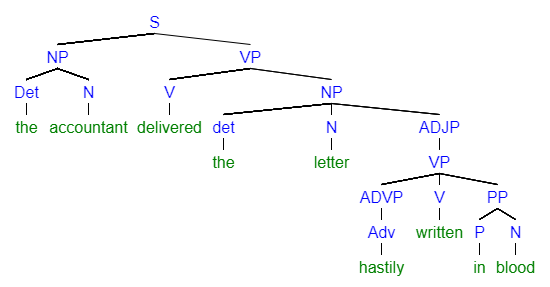 S
NP VP
Det N V NP
the accountant delivered det N ADJP
the letter VP
ADVP V PP
Adv written P N
hastily in blood